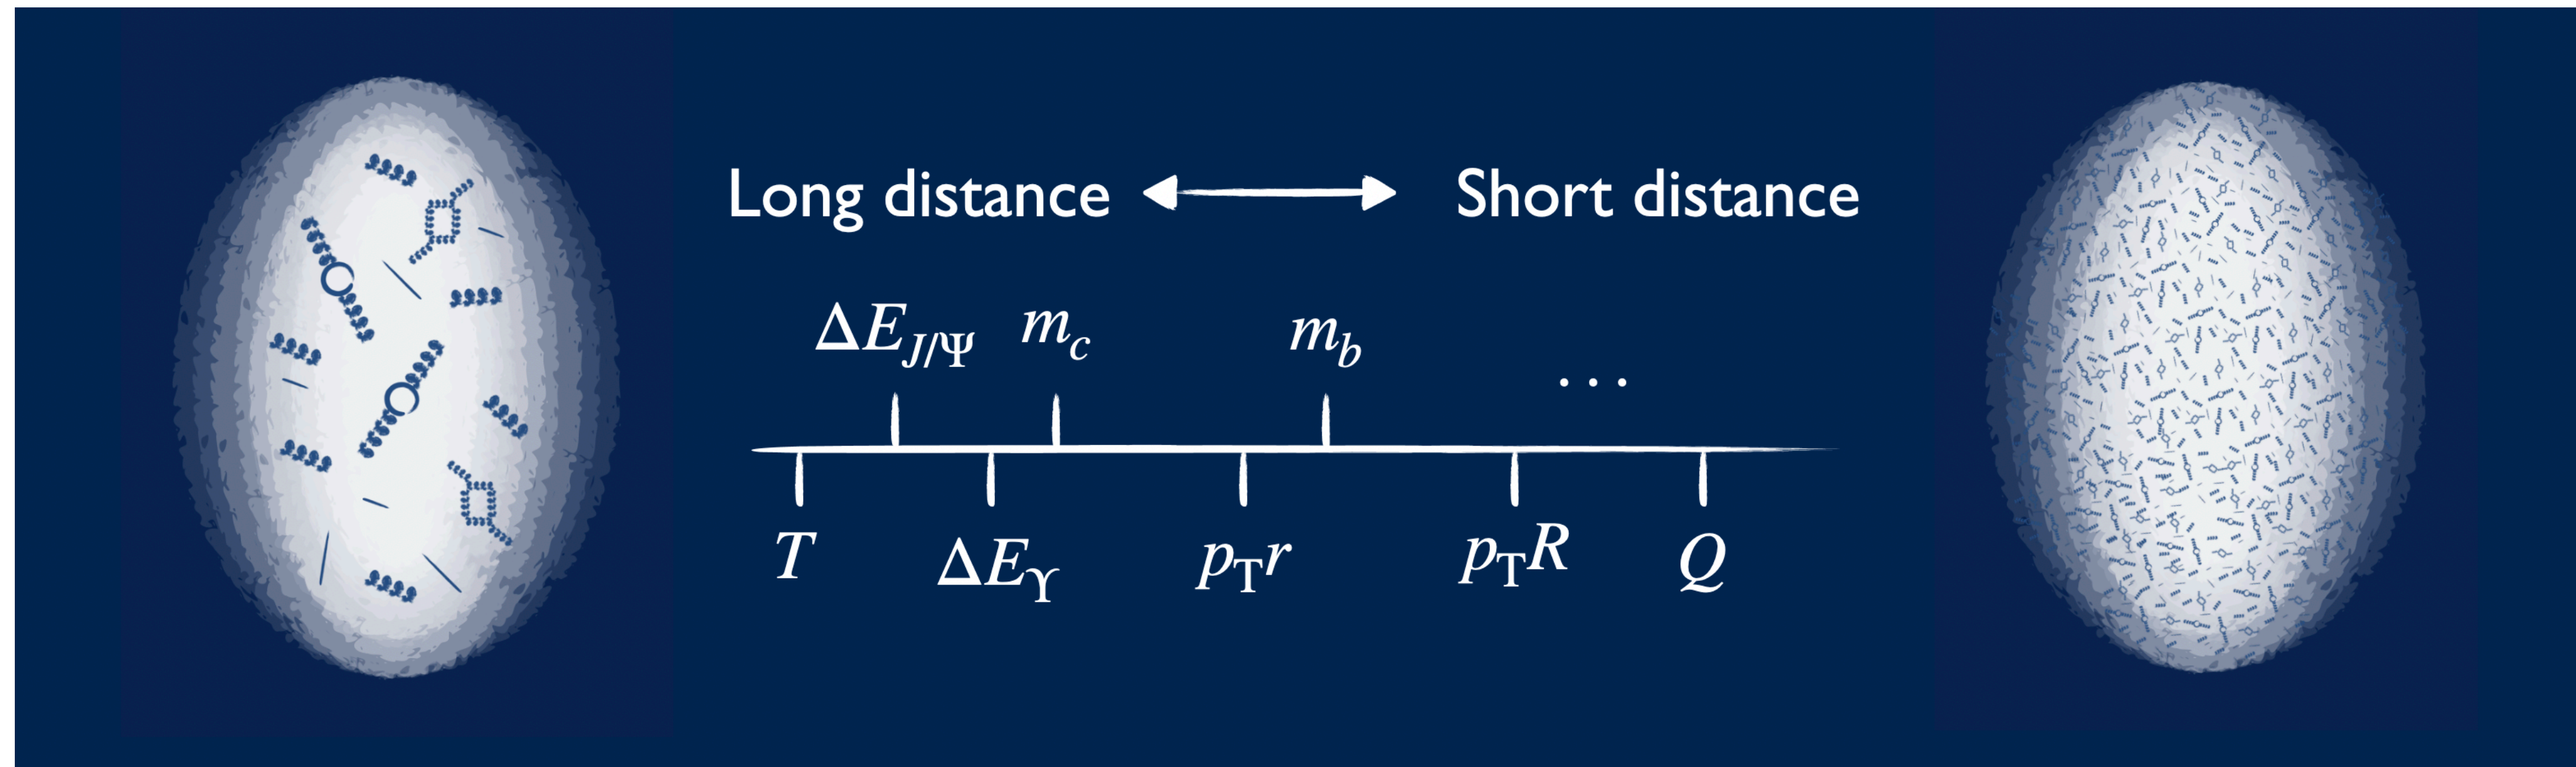 Long distance Short distance
ΔE_{J/Ψ} m_c m_b ...
T ΔE_Υ p_T r p_T R Q